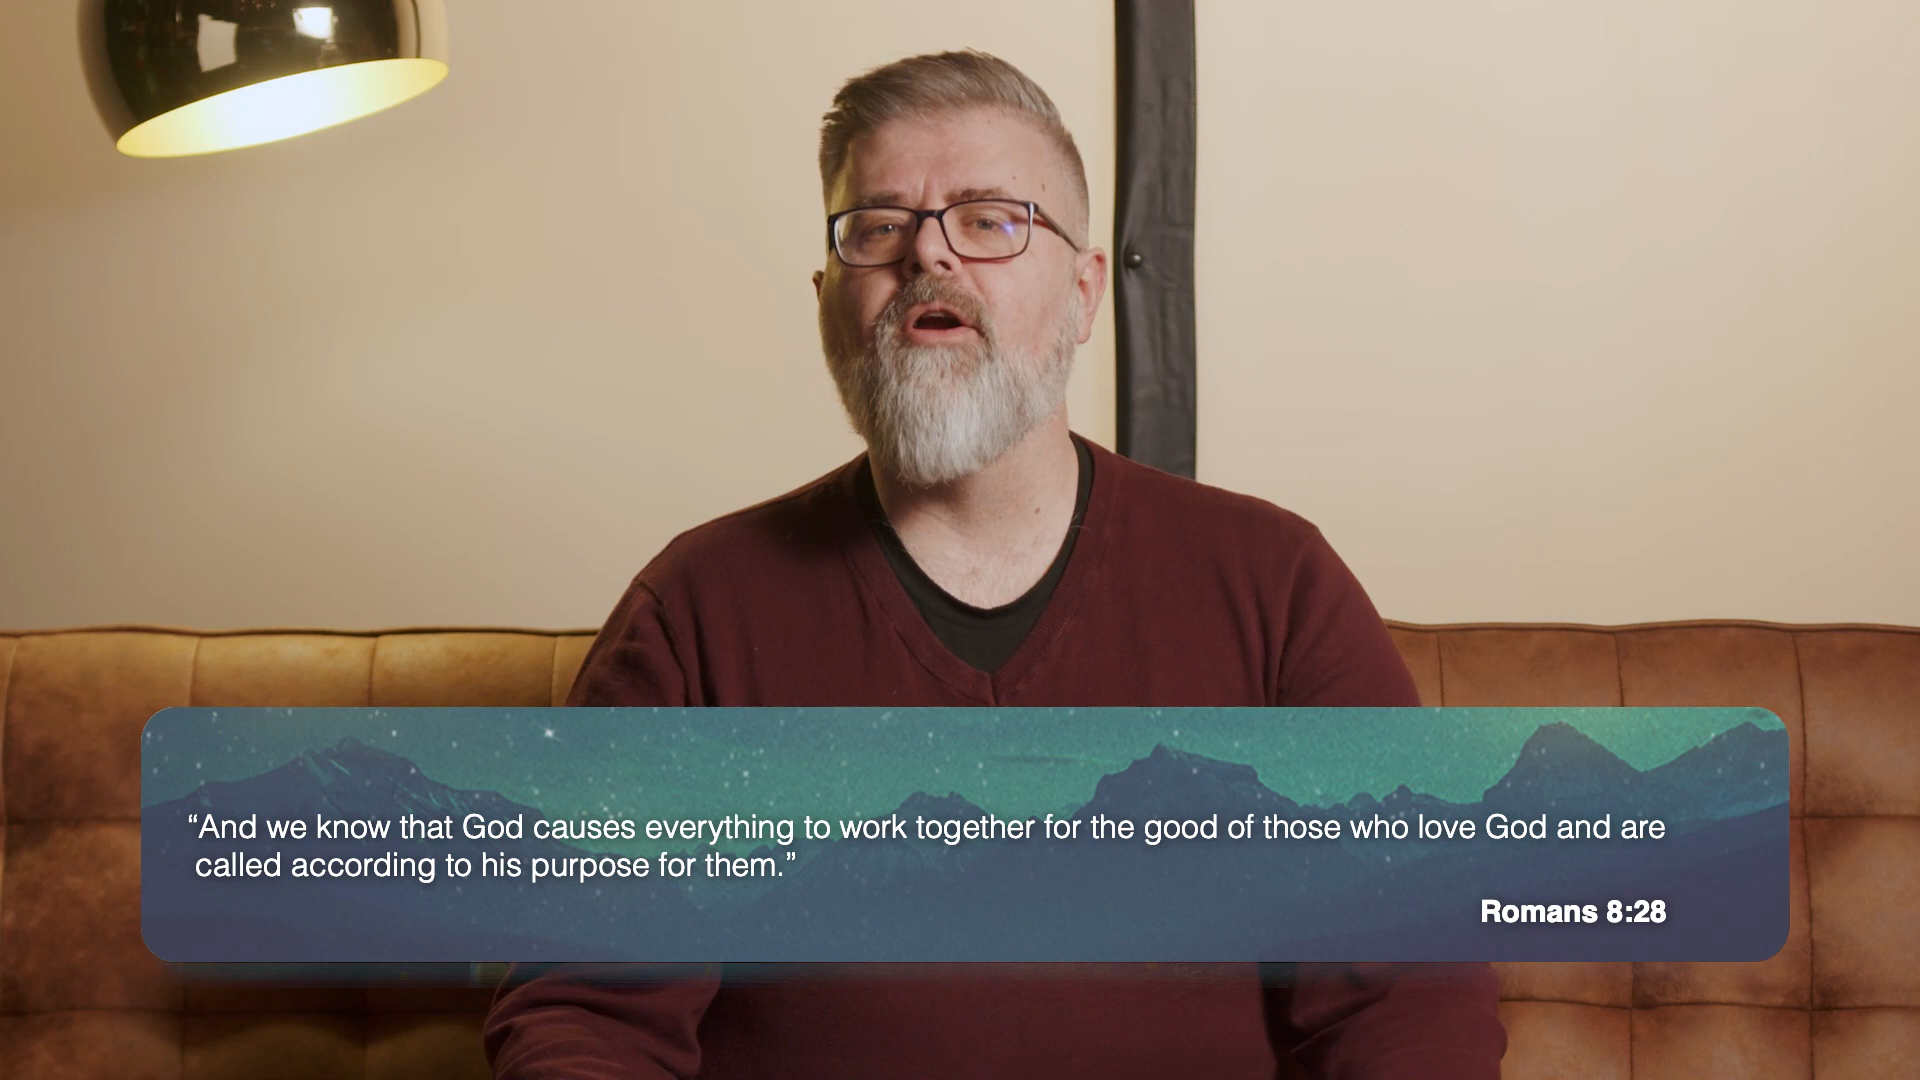 “And we know that God causes everything to work together for the good of those who love God and are
called according to his purpose for them.”
Romans 8:28